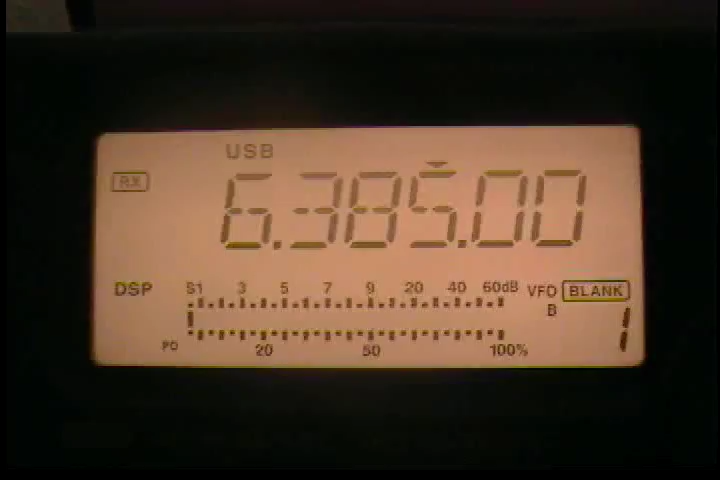 USB
RX 6.385.00
DSP S1 3 5 7 9 20 40 60dB VFO BLANK
B
PO 20 50 100% 1